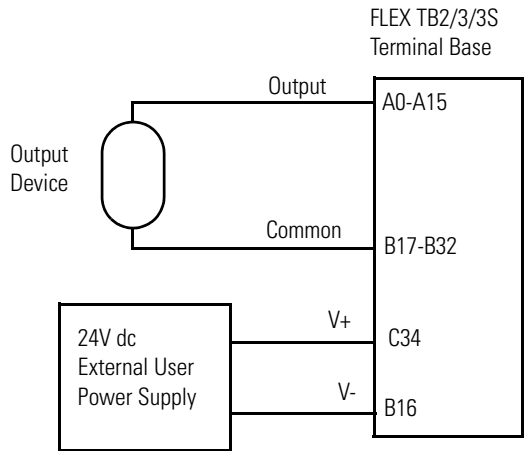 FLEX TB2/3/3S
Terminal Base
Output
A0-A15
Output
Device
Common
B17-B32
24V dc
External User
Power Supply
V+
C34
V-
B16